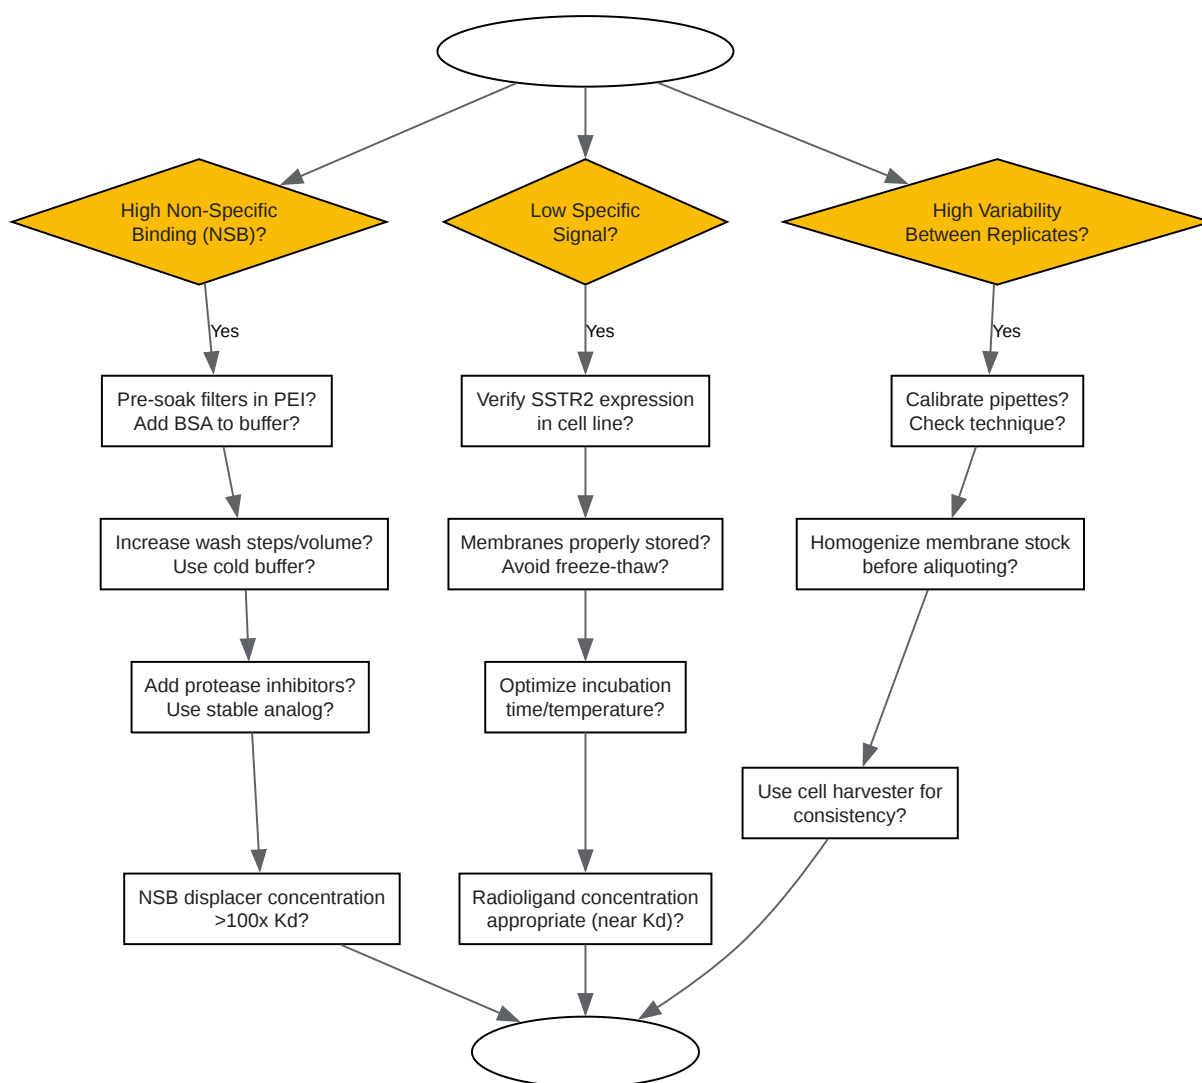 High Non-Specific
Binding (NSB)?
Low Specific
Signal?
High Variability
Between Replicates?
Yes
Yes
Yes
Pre-soak filters in PEI?
Add BSA to buffer?
Verify SSTR2 expression
in cell line?
Calibrate pipettes?
Check technique?
Increase wash steps/volume?
Use cold buffer?
Membranes properly stored?
Avoid freeze-thaw?
Homogenize membrane stock
before aliquoting?
Add protease inhibitors?
Use stable analog?
Optimize incubation
time/temperature?
Use cell harvester for
consistency?
NSB displacer concentration
>100x Kd?
Radioligand concentration
appropriate (near Kd)?